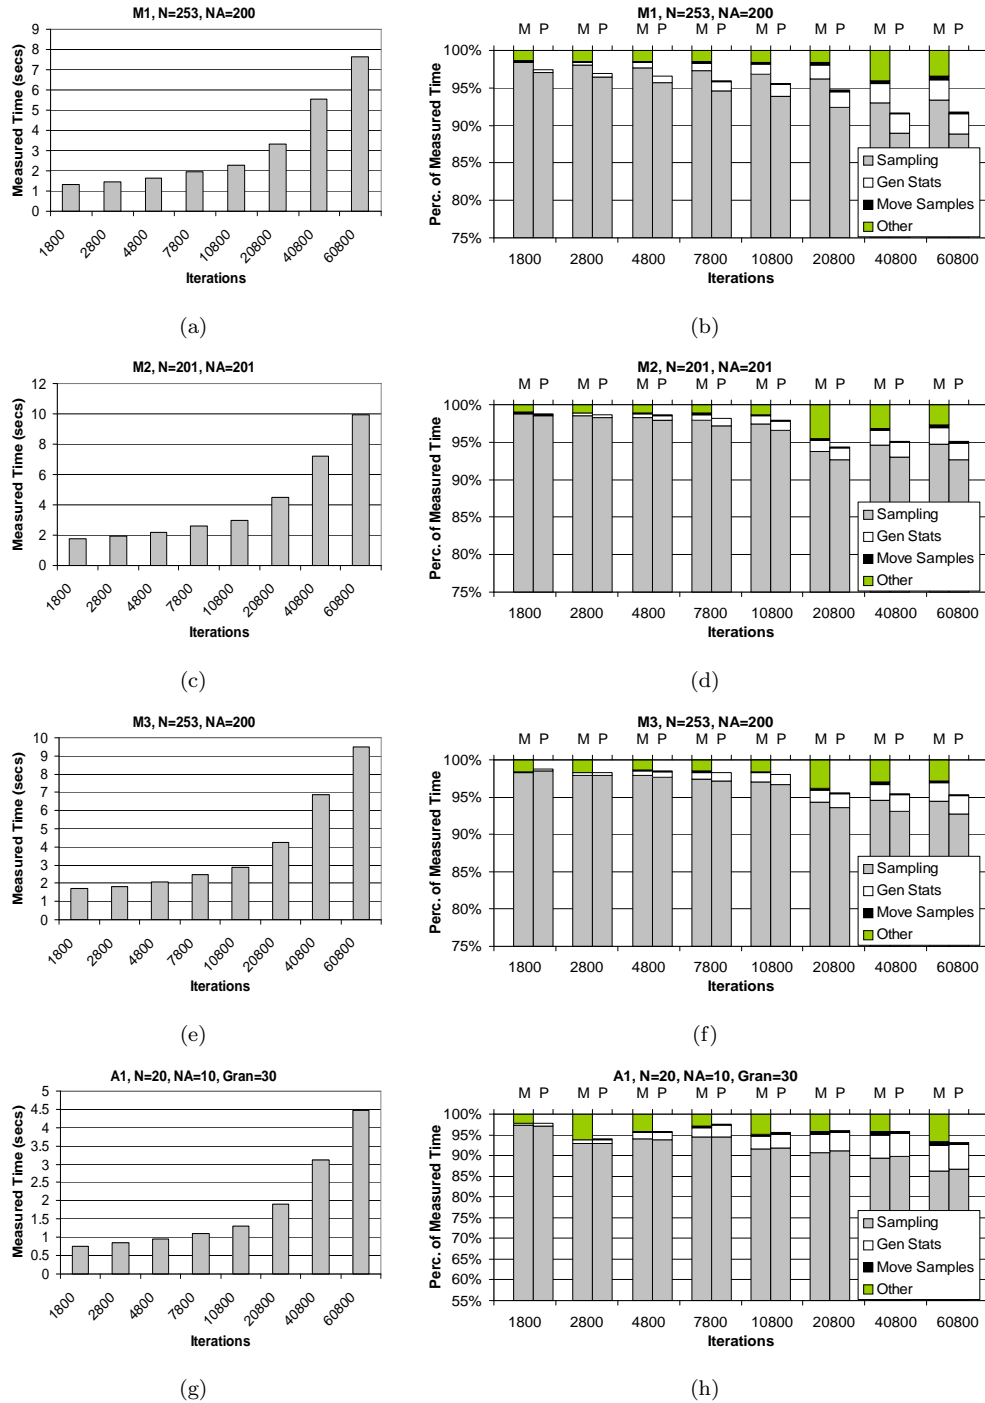 M1, N=253, NA=200
Measured Time (secs)
9
8
7
6
5
4
3
2
1
0
1800 2800 4800 7800 10800 20800 40800 60800
Iterations
(a)
M1, N=253, NA=200
M P M P M P M P M P M P M P M P
Perc. of Measured Time
100%
95%
90%
85%
80%
75%
Sampling
Gen Stats
Move Samples
Other
1800 2800 4800 7800 10800 20800 40800 60800
Iterations
(b)
M2, N=201, NA=201
Measured Time (secs)
12
10
8
6
4
2
0
1800 2800 4800 7800 10800 20800 40800 60800
Iterations
(c)
M2, N=201, NA=201
M P M P M P M P M P M P M P M P
Perc. of Measured Time
100%
95%
90%
85%
80%
75%
Sampling
Gen Stats
Move Samples
Other
1800 2800 4800 7800 10800 20800 40800 60800
Iterations
(d)
M3, N=253, NA=200
Measured Time (secs)
10
9
8
7
6
5
4
3
2
1
0
1800 2800 4800 7800 10800 20800 40800 60800
Iterations
(e)
M3, N=253, NA=200
M P M P M P M P M P M P M P M P
Perc. of Measured Time
100%
95%
90%
85%
80%
75%
Sampling
Gen Stats
Move Samples
Other
1800 2800 4800 7800 10800 20800 40800 60800
Iterations
(f)
A1, N=20, NA=10, Gran=30
Measured Time (secs)
5
4.5
4
3.5
3
2.5
2
1.5
1
0.5
0
1800 2800 4800 7800 10800 20800 40800 60800
Iterations
(g)
A1, N=20, NA=10, Gran=30
M P M P M P M P M P M P M P M P
Perc. of Measured Time
100%
95%
90%
85%
80%
75%
70%
65%
60%
55%
Sampling
Gen Stats
Move Samples
Other
1800 2800 4800 7800 10800 20800 40800 60800
Iterations
(h)